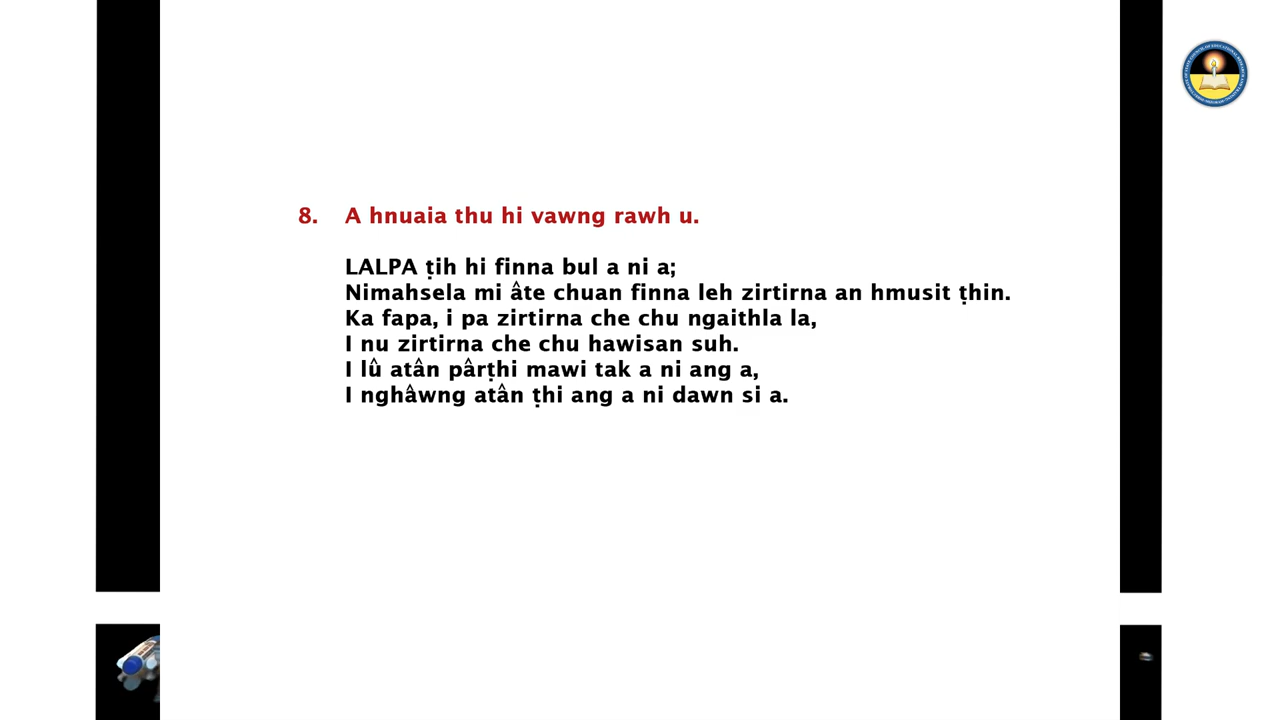 8. A hnuaia thu hi vawng rawh u.
LALPA ṭih hi finna bul a ni a;
Nimahsela mi âte chuan finna leh zirtirna an hmusit ṭhin.
Ka fapa, i pa zirtirna che chu ngaithla la,
I nu zirtirna che chu hawisan suh.
I lû atân pârṭhi mawi tak a ni ang a,
I nghâwng atân ṭhi ang a ni dawn si a.